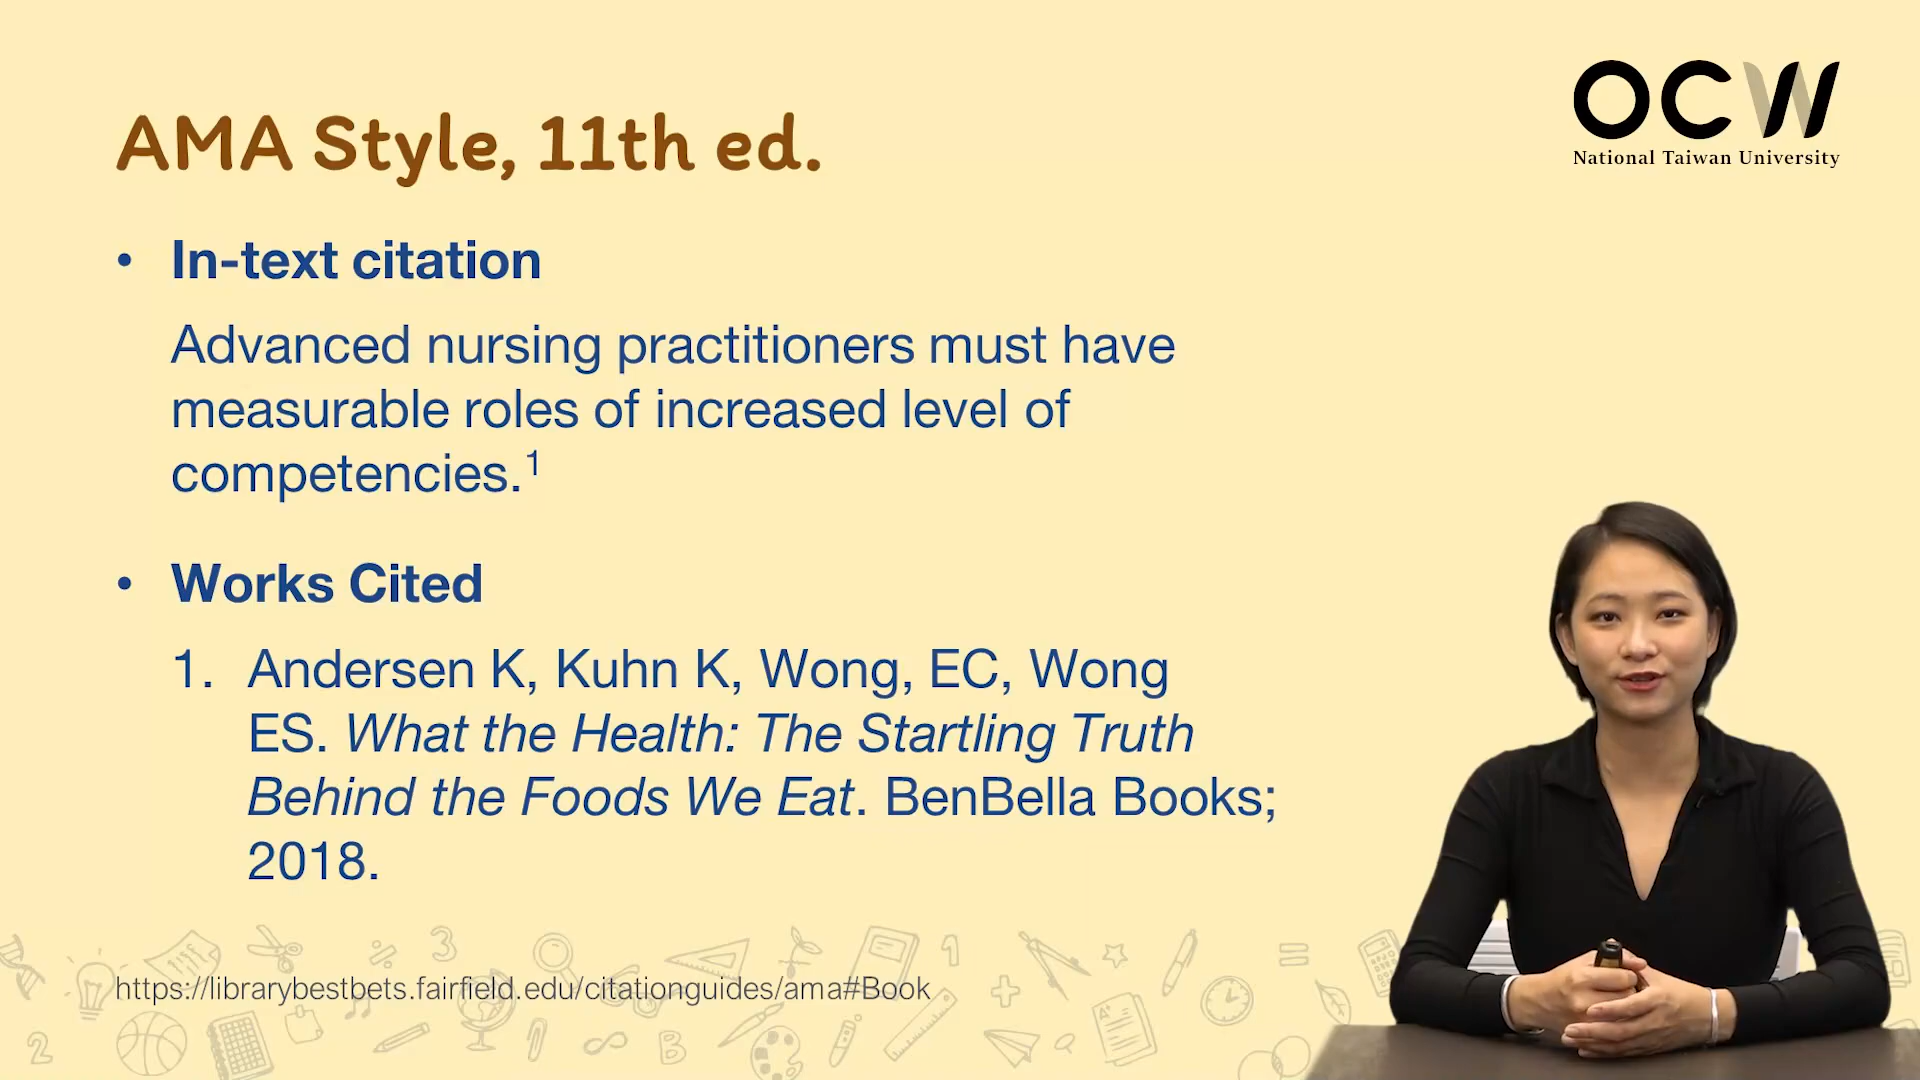 OCW
National Taiwan University
AMA Style, 11th ed.
• In-text citation
Advanced nursing practitioners must have
measurable roles of increased level of
competencies.¹
• Works Cited
1. Andersen K, Kuhn K, Wong, EC, Wong
ES. What the Health: The Startling Truth
Behind the Foods We Eat. BenBella Books;
2018.
https://librarybestbets.fairfield.edu/citationguides/ama#Book